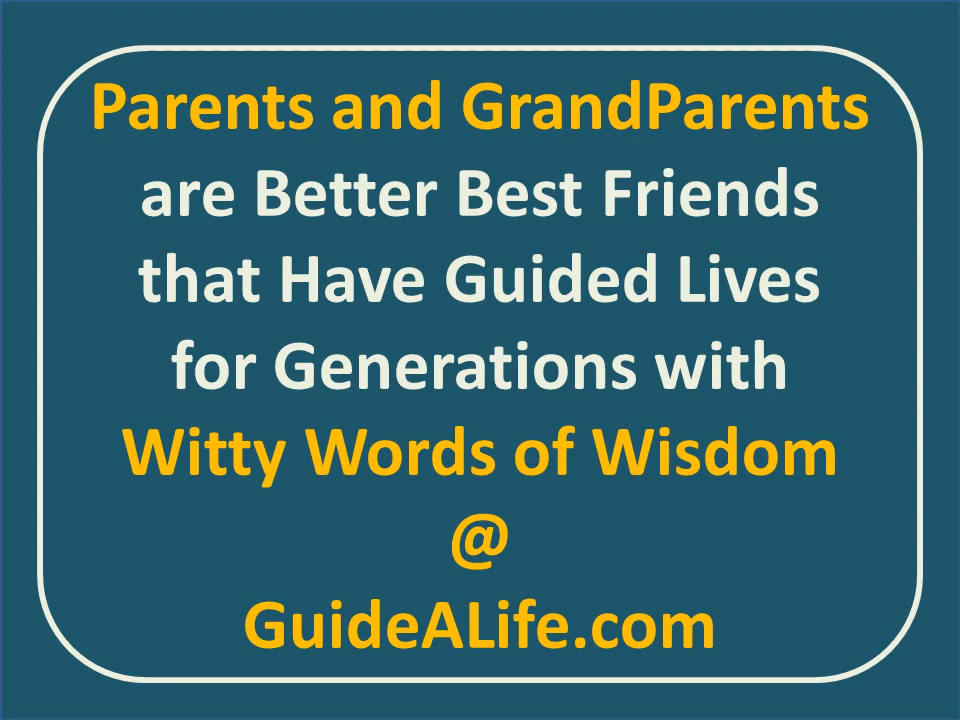 Parents and GrandParents
are Better Best Friends
that Have Guided Lives
for Generations with
Witty Words of Wisdom
@
GuideALife.com